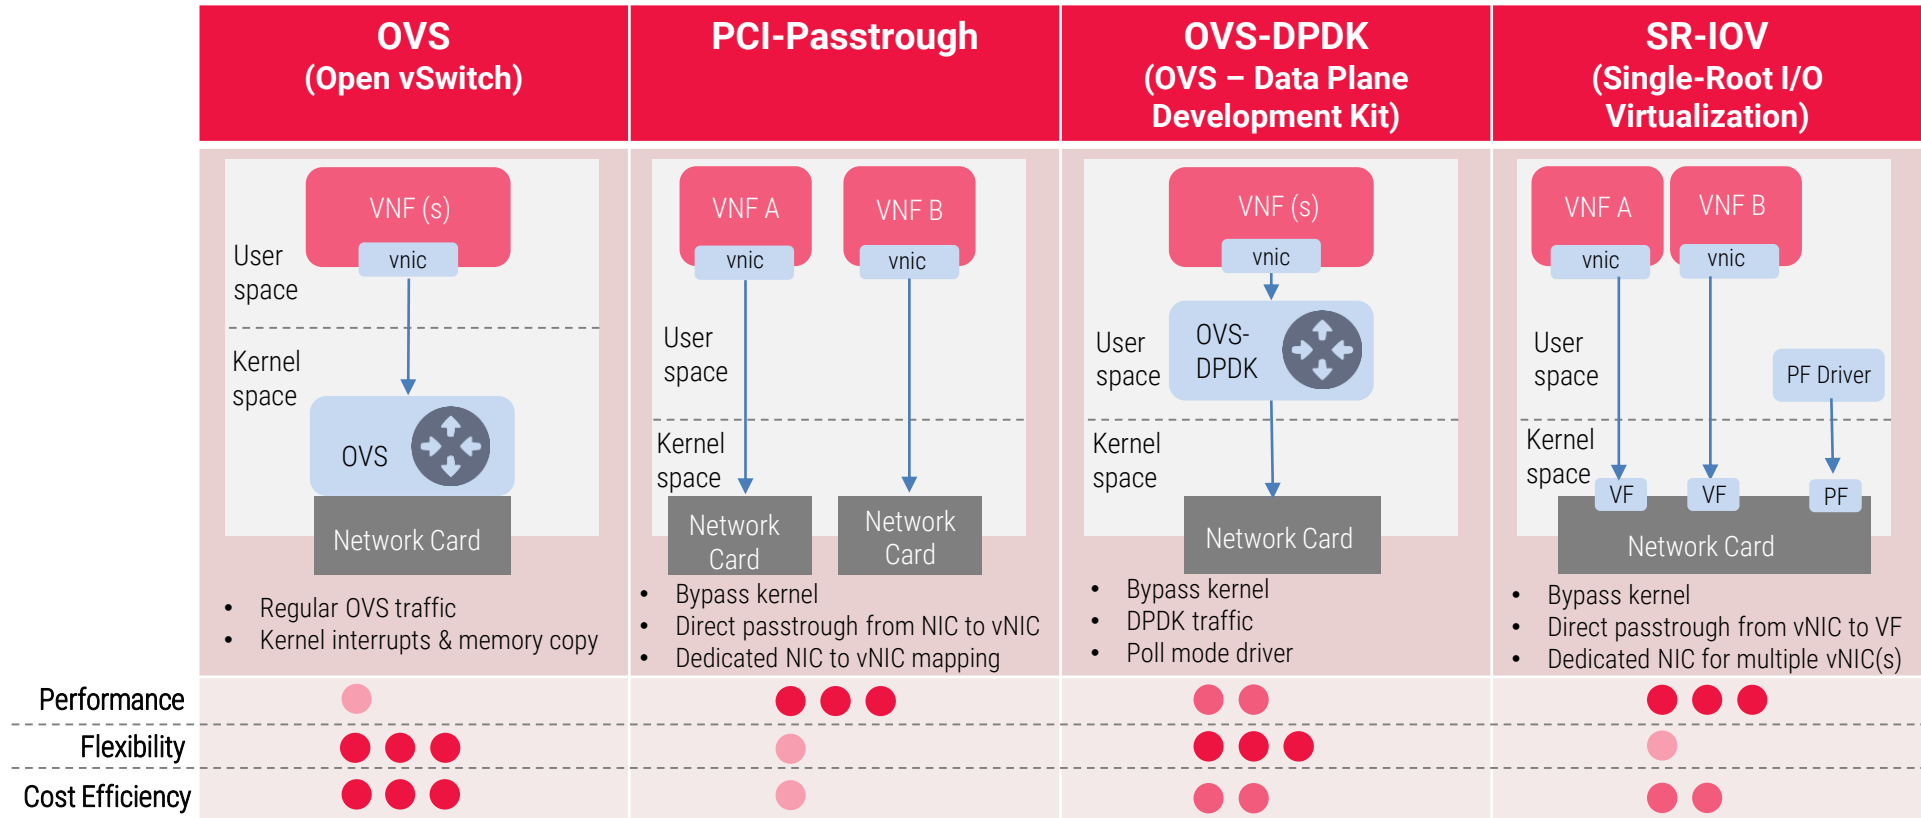 OVS
(Open vSwitch)
PCI-Passtrough
OVS-DPDK
(OVS – Data Plane
Development Kit)
SR-IOV
(Single-Root I/O
Virtualization)
VNF (s)
vnic
User
space
Kernel
space
OVS
Network Card
• Regular OVS traffic
• Kernel interrupts & memory copy
VNF A
VNF B
vnic
vnic
User
space
Kernel
space
Network
Card
Network
Card
• Bypass kernel
• Direct passtrough from NIC to vNIC
• Dedicated NIC to vNIC mapping
VNF (s)
vnic
OVS-
DPDK
User
space
Kernel
space
Network Card
• Bypass kernel
• DPDK traffic
• Poll mode driver
VNF A
VNF B
vnic
vnic
User
space
PF Driver
Kernel
space
VF
VF
PF
Network Card
• Bypass kernel
• Direct passtrough from vNIC to VF
• Dedicated NIC for multiple vNIC(s)
Performance
Flexibility
Cost Efficiency